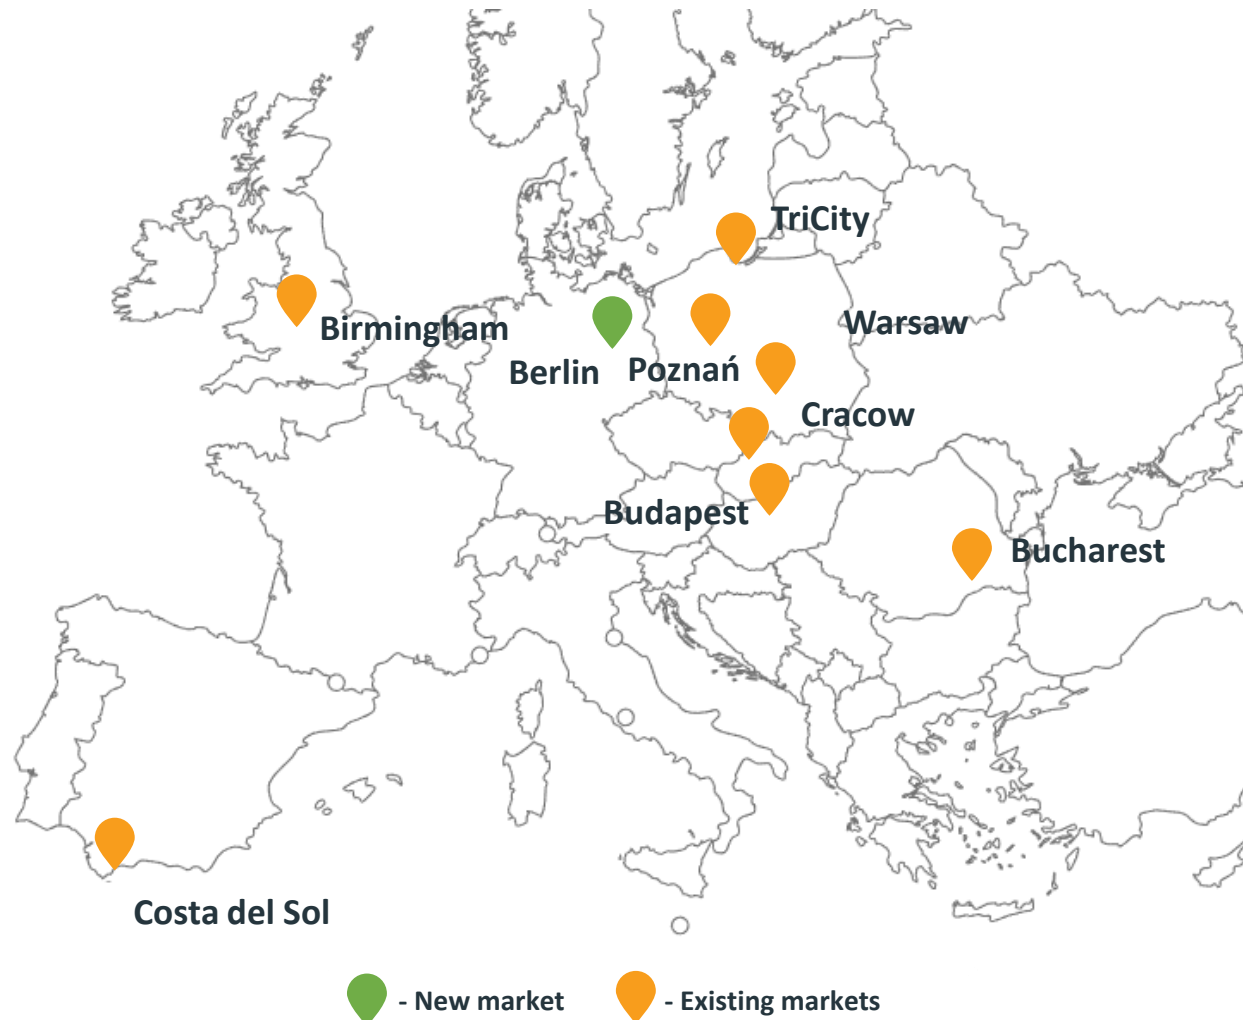 TriCity
Birmingham
Warsaw
Berlin
Poznań
Cracow
Budapest
Bucharest
Costa del Sol
- New market
- Existing markets